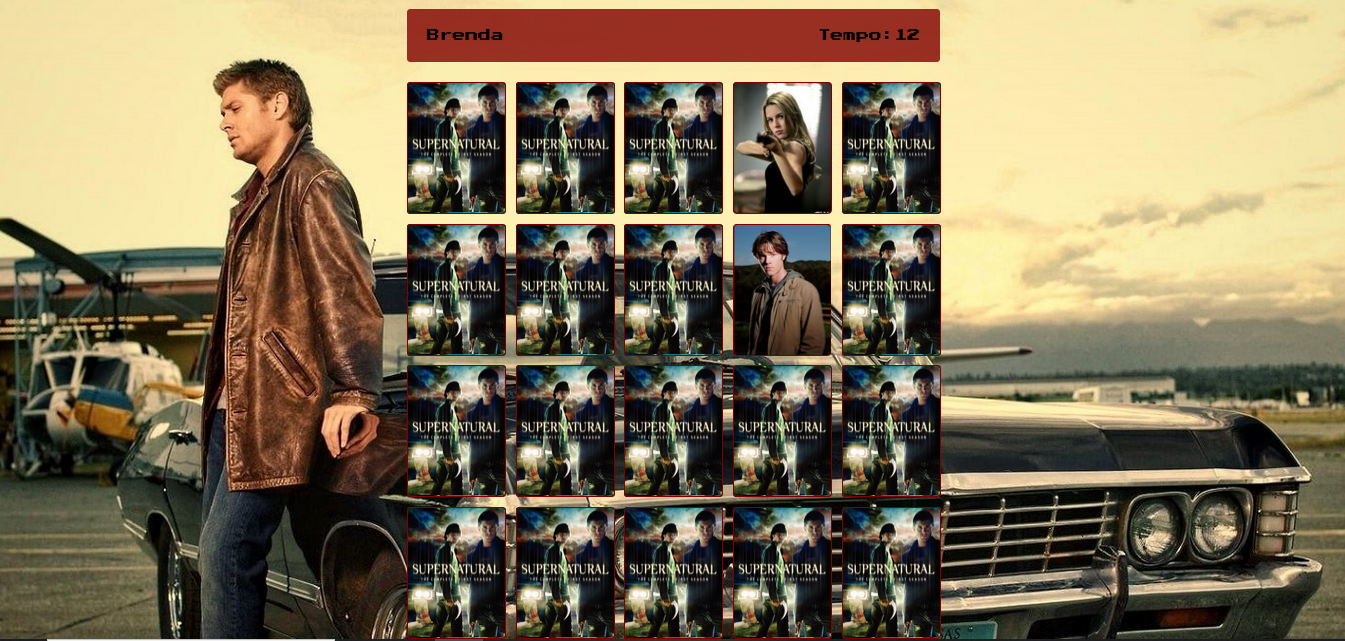 Brenda Tempo: 12
SUPERNATURAL SUPERNATURAL SUPERNATURAL SUPERNATURAL
THE COMPLETE FIRST SEASON THE COMPLETE FIRST SEASON THE COMPLETE FIRST SEASON THE COMPLETE FIRST SEASON
SUPERNATURAL SUPERNATURAL SUPERNATURAL SUPERNATURAL
THE COMPLETE FIRST SEASON THE COMPLETE FIRST SEASON THE COMPLETE FIRST SEASON THE COMPLETE FIRST SEASON
SUPERNATURAL SUPERNATURAL SUPERNATURAL SUPERNATURAL SUPERNATURAL
THE COMPLETE FIRST SEASON THE COMPLETE FIRST SEASON THE COMPLETE FIRST SEASON THE COMPLETE FIRST SEASON THE COMPLETE FIRST SEASON
SUPERNATURAL SUPERNATURAL SUPERNATURAL SUPERNATURAL SUPERNATURAL
THE COMPLETE FIRST SEASON THE COMPLETE FIRST SEASON THE COMPLETE FIRST SEASON THE COMPLETE FIRST SEASON THE COMPLETE FIRST SEASON